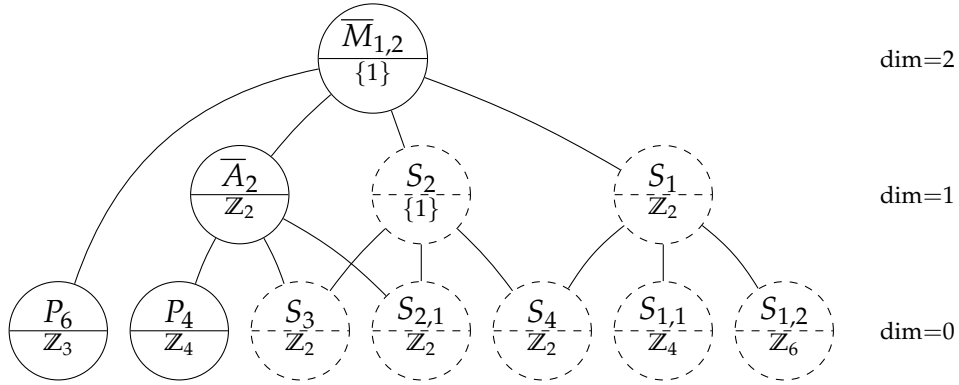 M̅₁,₂
{1}
dim=2
A̅₂
ℤ₂
S₂
{1}
S₁
ℤ₂
dim=1
P₆
ℤ₃
P₄
ℤ₄
S₃
ℤ₂
S₂,₁
ℤ₂
S₄
ℤ₂
S₁,₁
ℤ₄
S₁,₂
ℤ₆
dim=0